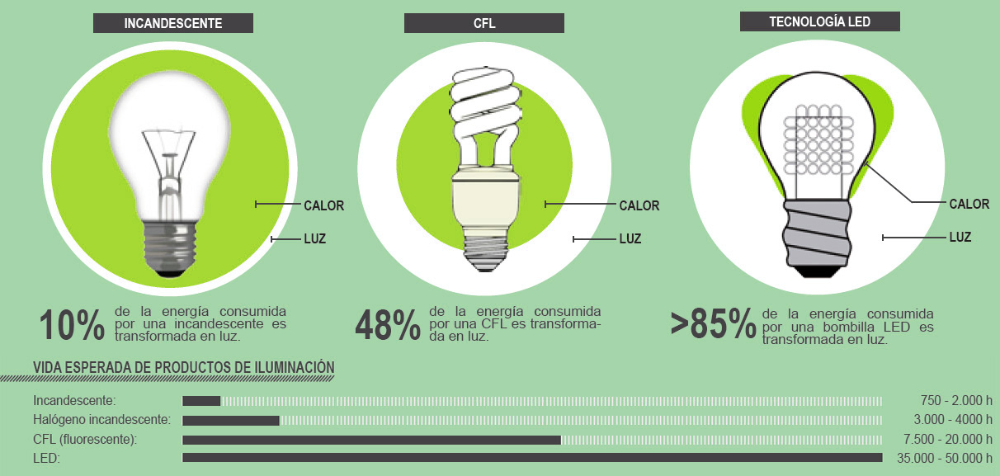 INCANDESCENTE
CFL
TECNOLOGÍA LED
CALOR
LUZ
CALOR
LUZ
CALOR
LUZ
10% de la energía consumida
por una incandescente es
transformada en luz.
48% de la energía consumida
por una CFL es transforma-
da en luz.
>85% de la energía consumida
por una bombilla LED es
transformada en luz.
VIDA ESPERADA DE PRODUCTOS DE ILUMINACIÓN
Incandescente: 750 - 2.000 h
Halógeno incandescente: 3.000 - 4000 h
CFL (fluorescente): 7.500 - 20.000 h
LED: 35.000 - 50.000 h